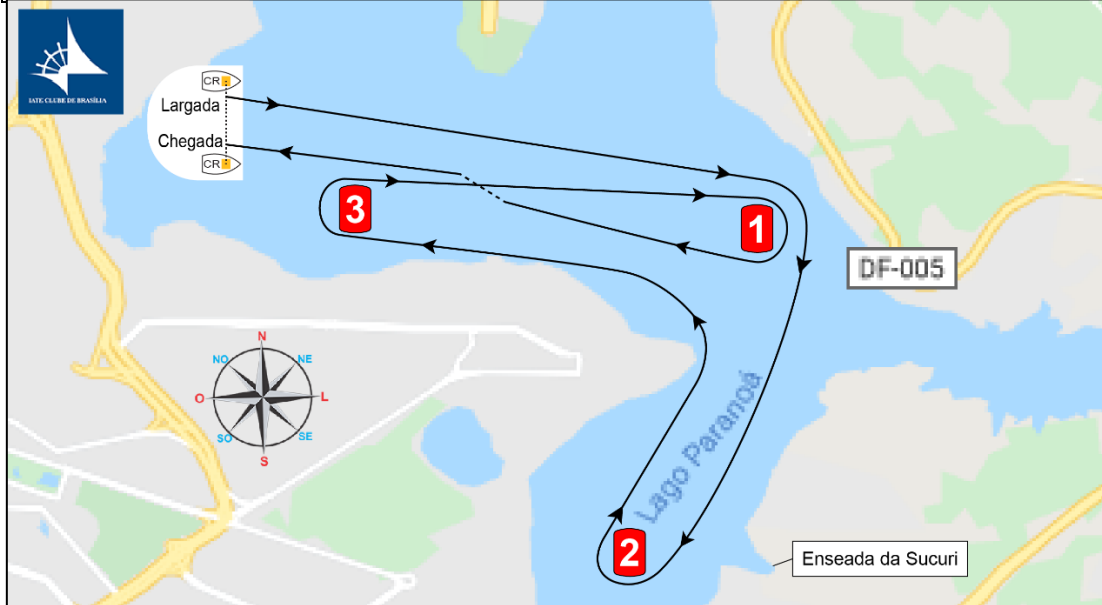 IATE CLUBE DE BRASÍLIA
CR
Largada
Chegada
CR
3
1
DF-005
N
NO
NE
O
L
SO
SE
S
Lago Paranoá
2
Enseada da Sucuri